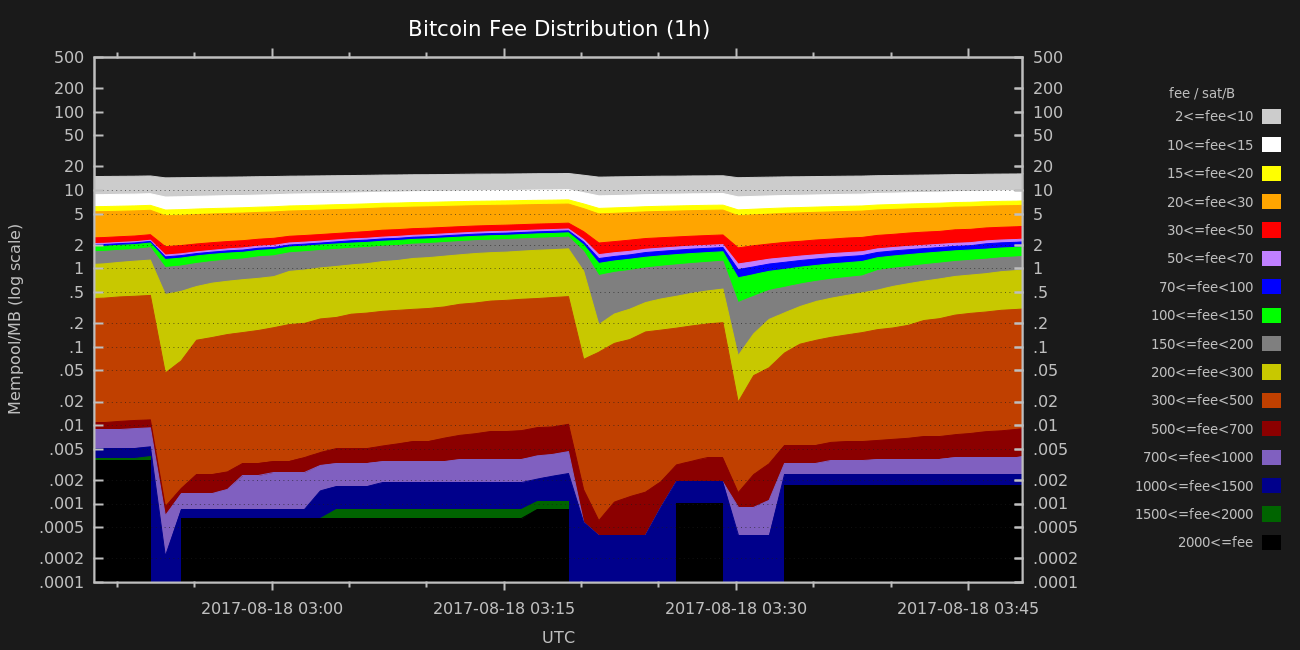 Bitcoin Fee Distribution (1h)
500 500
200 200
100 100
50 50
20 20
10 10
5 5
2 2
1 1
.5 .5
.2 .2
.1 .1
.05 .05
.02 .02
.01 .01
.005 .005
.002 .002
.001 .001
.0005 .0005
.0002 .0002
.0001 .0001
Mempool/MB (log scale)
2017-08-18 03:00 2017-08-18 03:15 2017-08-18 03:30 2017-08-18 03:45
UTC
fee / sat/B
2<=fee<10
10<=fee<15
15<=fee<20
20<=fee<30
30<=fee<50
50<=fee<70
70<=fee<100
100<=fee<150
150<=fee<200
200<=fee<300
300<=fee<500
500<=fee<700
700<=fee<1000
1000<=fee<1500
1500<=fee<2000
2000<=fee